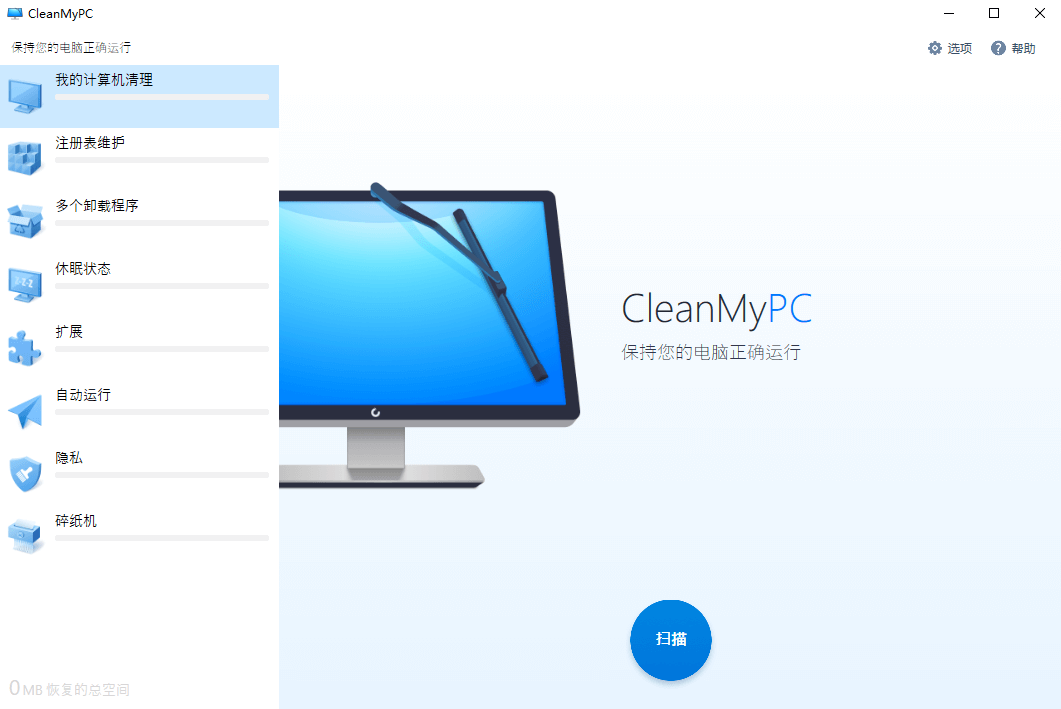 CleanMyPC
保持您的电脑正确运行
选项
帮助
我的计算机清理
注册表维护
多个卸载程序
休眠状态
扩展
自动运行
隐私
碎纸机
0 MB 恢复的总空间
CleanMyPC
保持您的电脑正确运行
扫描